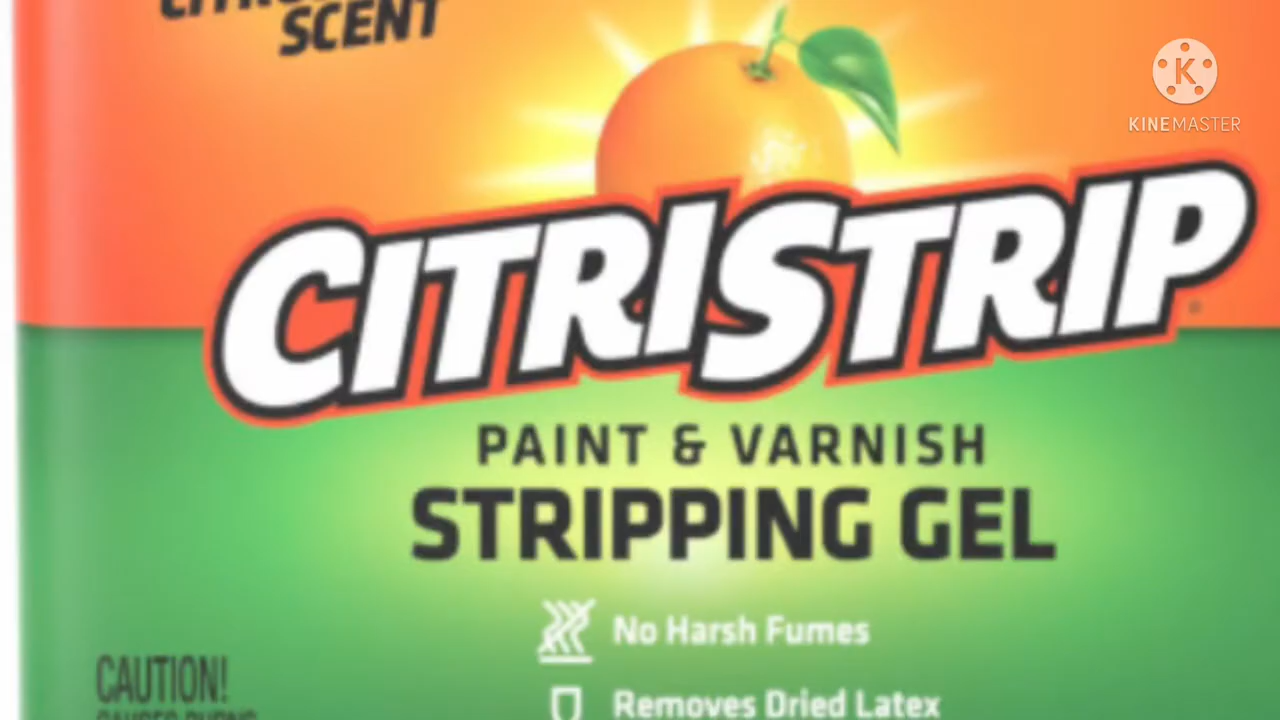 SCENT
KINEMASTER
CITRISTRIP
PAINT & VARNISH
STRIPPING GEL
No Harsh Fumes
CAUTION!
Removes Dried Latex